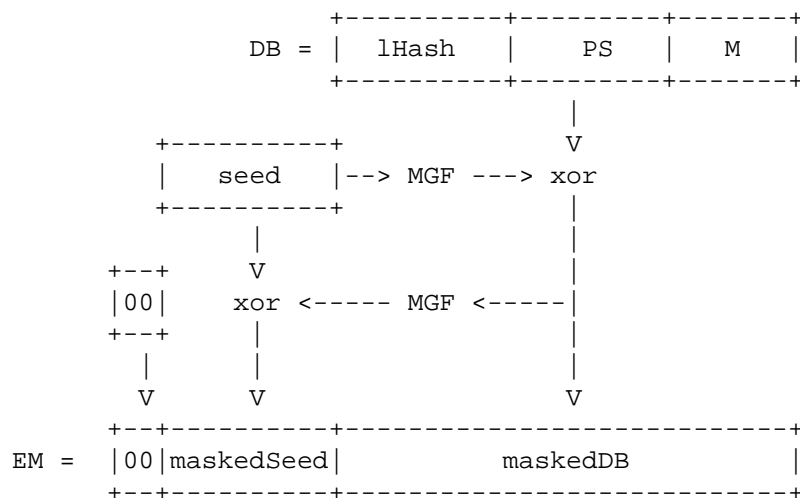 +----------+---------+-------+
DB = |  lHash   |    PS   |   M   |
+----------+---------+-------+
|
+----------+              V
|   seed   |--> MGF ---> xor
+----------+              |
|                   |
+--+     V                   |
|00|    xor <----- MGF <-----|
+--+     |                   |
|      |                   |
V      V                   V
+--+----------+----------------------------+
EM =  |00|maskedSeed|          maskedDB          |
+--+----------+----------------------------+